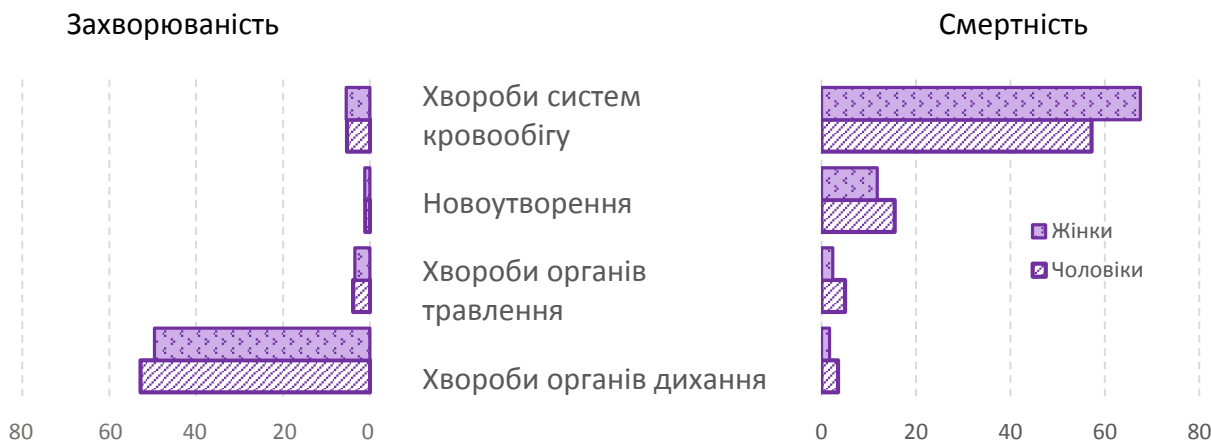 Захворюваність
Смертність
Хвороби систем
кровообігу
Новоутворення
Хвороби органів
травлення
Хвороби органів дихання
Жінки
Чоловіки
80 60 40 20 0
0 20 40 60 80